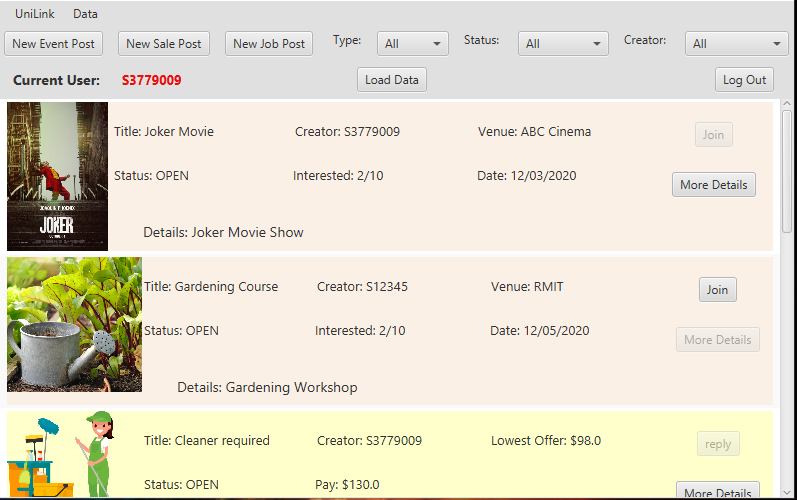 UniLink Data
New Event Post New Sale Post New Job Post Type: All Status: All Creator: All
Current User: S3779009 Load Data Log Out
Title: Joker Movie Creator: S3779009 Venue: ABC Cinema Join
Status: OPEN Interested: 2/10 Date: 12/03/2020 More Details
JOKER
Details: Joker Movie Show
Title: Gardening Course Creator: S12345 Venue: RMIT Join
Status: OPEN Interested: 2/10 Date: 12/05/2020 More Details
Details: Gardening Workshop
Title: Cleaner required Creator: S3779009 Lowest Offer: $98.0 reply
Status: OPEN Pay: $130.0 More Details